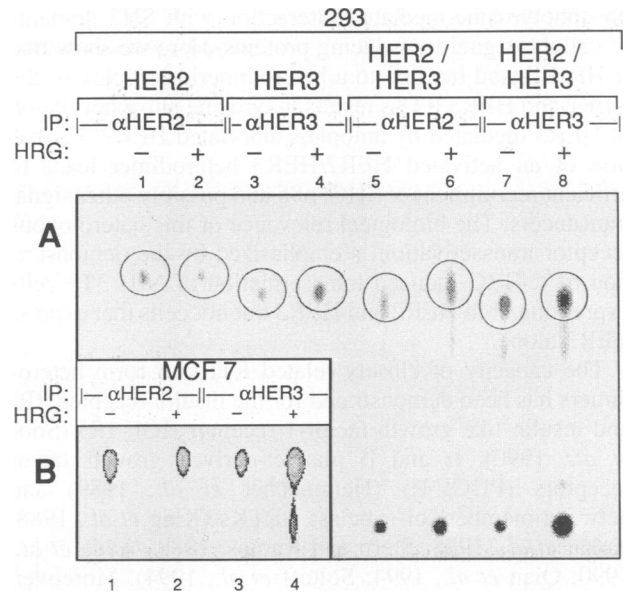 293
HER2 HER3 HER2 / HER3 HER2 / HER3
IP: αHER2 αHER3 αHER2 αHER3
HRG: – + – + – + – +
1 2 3 4 5 6 7 8
A
MCF 7
IP: αHER2 αHER3
HRG: – + – +
B
1 2 3 4